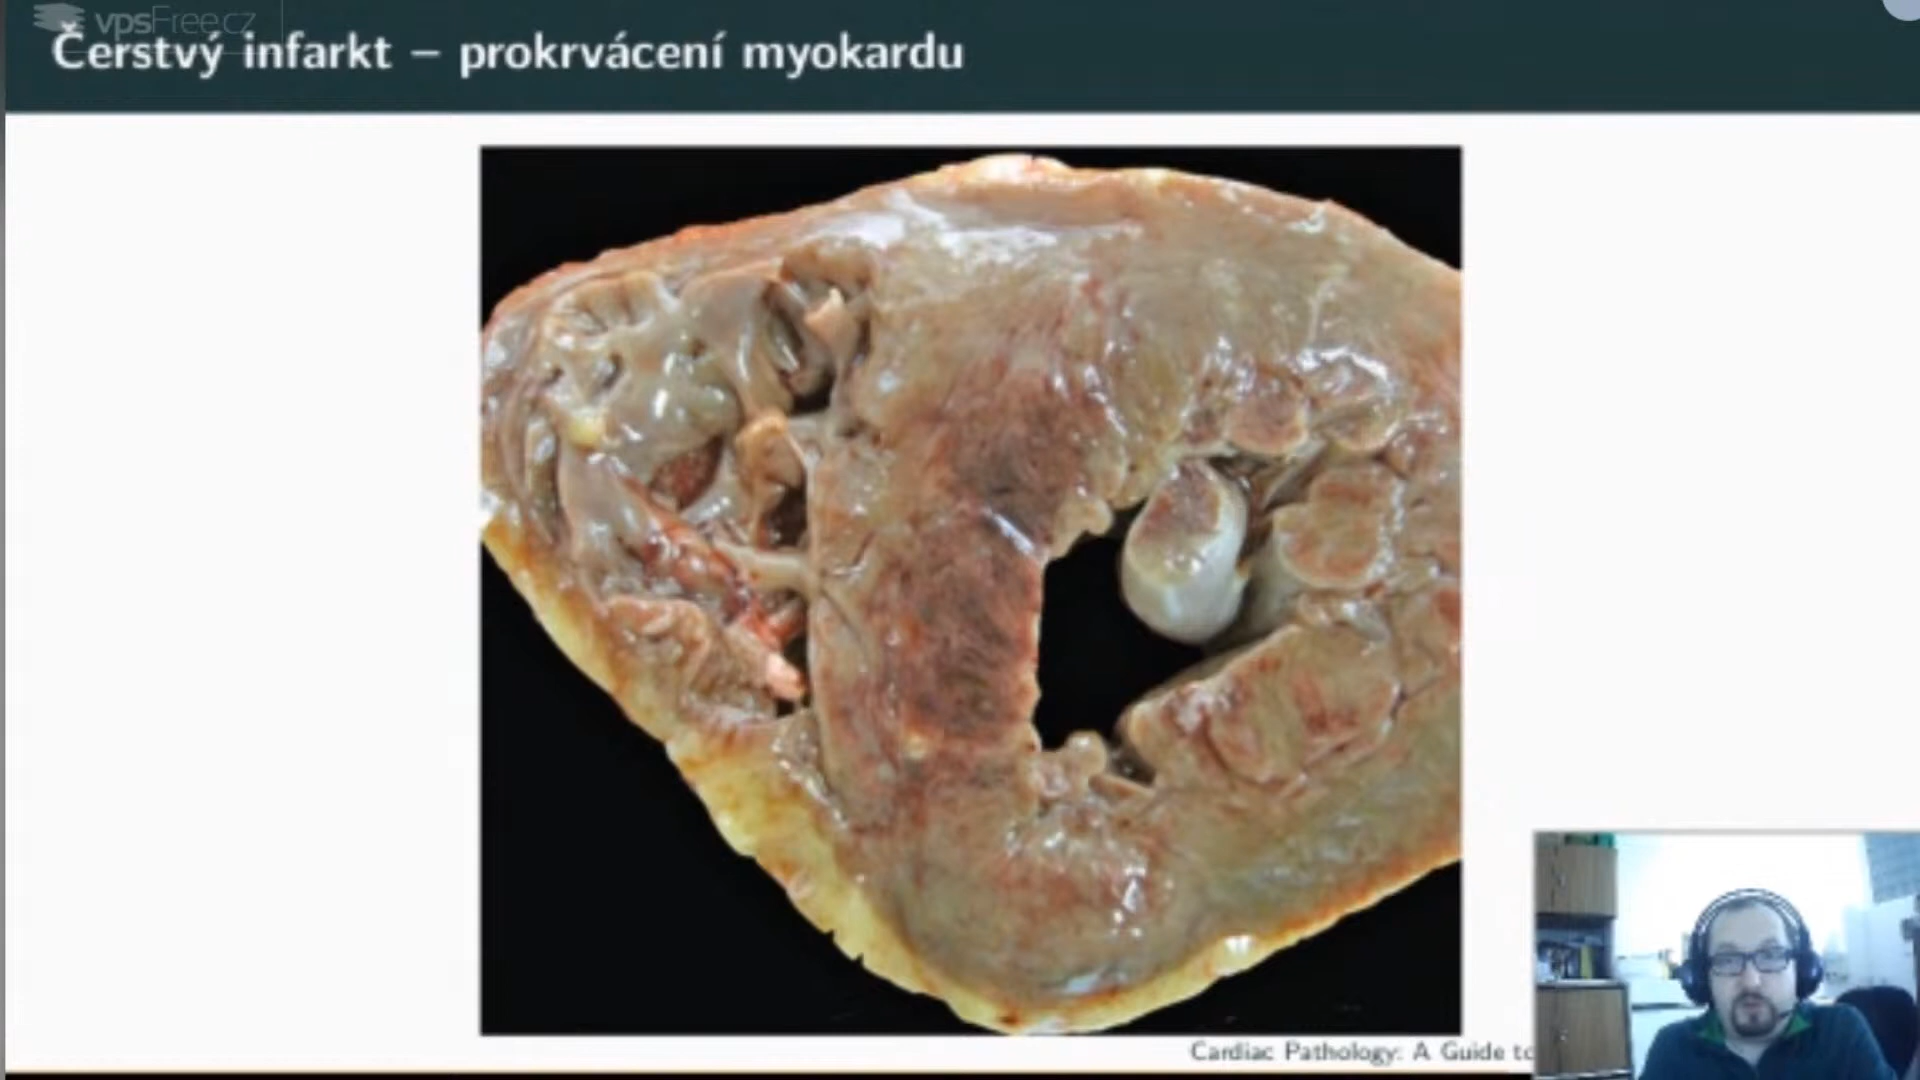 vpsFree.cz
Čerstvý infarkt – prokrvácení myokardu
Cardiac Pathology: A Guide to